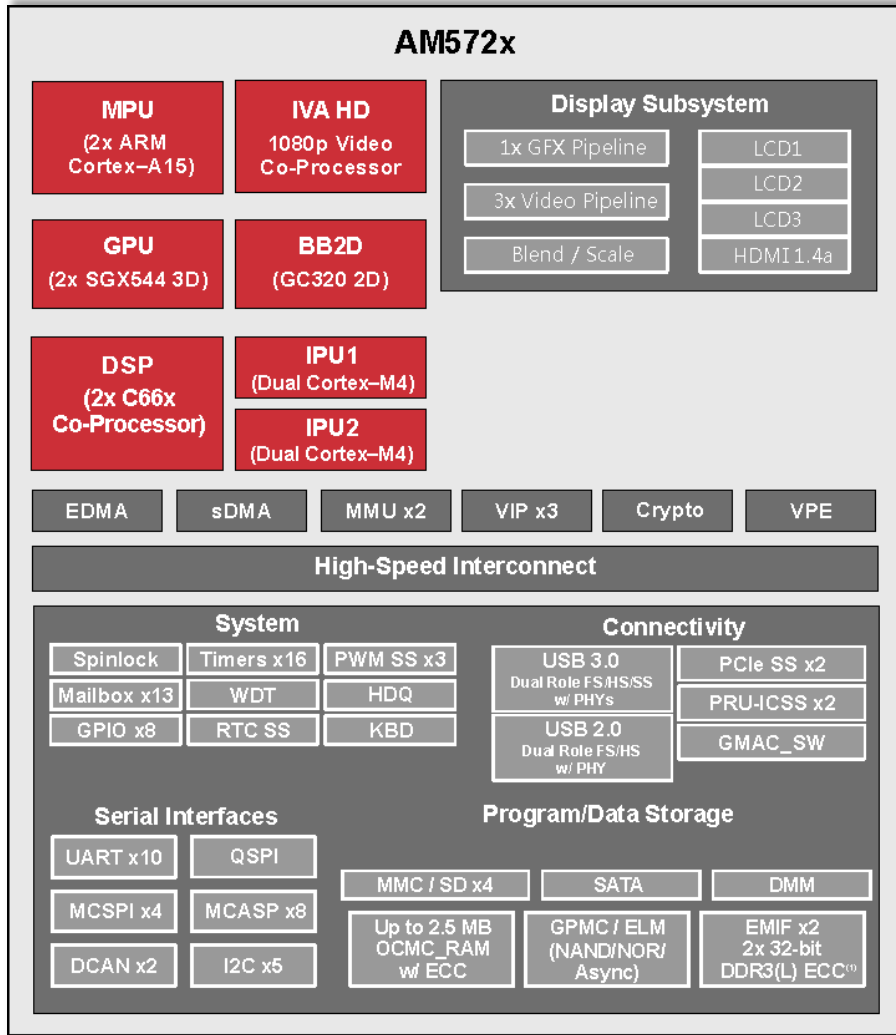 AM572x
MPU
(2x ARM
Cortex–A15)
IVA HD
1080p Video
Co-Processor
GPU
(2x SGX544 3D)
BB2D
(GC320 2D)
DSP
(2x C66x
Co-Processor)
IPU1
(Dual Cortex–M4)
IPU2
(Dual Cortex–M4)
Display Subsystem
1x GFX Pipeline
3x Video Pipeline
Blend / Scale
LCD1
LCD2
LCD3
HDMI 1.4a
EDMA
sDMA
MMU x2
VIP x3
Crypto
VPE
High-Speed Interconnect
System
Spinlock
Timers x16
PWM SS x3
Mailbox x13
WDT
HDQ
GPIO x8
RTC SS
KBD
Connectivity
USB 3.0
Dual Role FS/HS/SS
w/ PHYs
USB 2.0
Dual Role FS/HS
w/ PHY
PCIe SS x2
PRU-ICSS x2
GMAC_SW
Serial Interfaces
UART x10
QSPI
MCSPI x4
MCASP x8
DCAN x2
I2C x5
Program/Data Storage
MMC / SD x4
SATA
DMM
Up to 2.5 MB
OCMC_RAM
w/ ECC
GPMC / ELM
(NAND/NOR/
Async)
EMIF x2
2x 32-bit
DDR3(L) ECC(1)